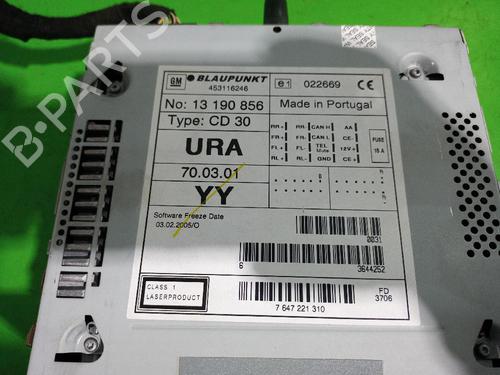 B-PARTS
GM BLAUPUNKT e1 022669 CE
453116246
No: 13 190 856 Made in Portugal
Type: CD 30
RR- RR+ CAN H AA
FR- FR+ CAN L CE-
FL- FL+ TEL Mute 12V+
RL- RL+ GND CE+
FUSE 15 A
URA
70.03.01
YY
Software Freeze Date
03.02.2005/O
0031
6 3644252
CLASS 1
LASERPRODUCT
7 647 221 310
FD
3706